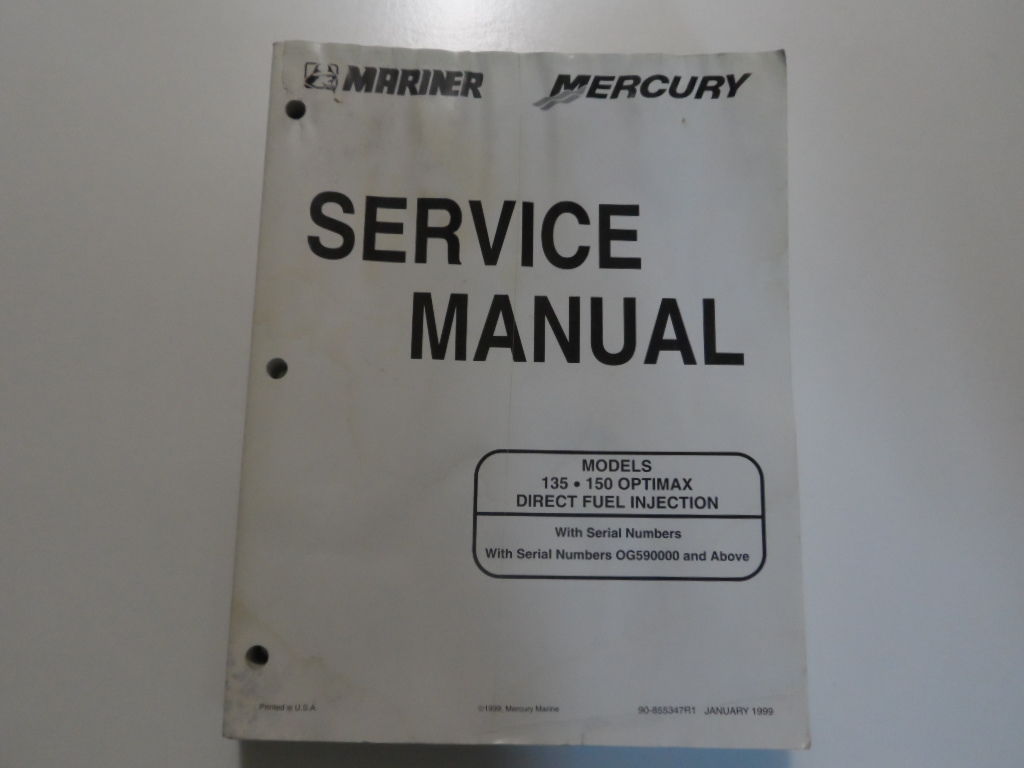 MARINER
MERCURY
SERVICE
MANUAL
MODELS
135 • 150 OPTIMAX
DIRECT FUEL INJECTION
With Serial Numbers
With Serial Numbers OG590000 and Above
Printed in U.S.A.
©1999, Mercury Marine
90-855347R1 JANUARY 1999